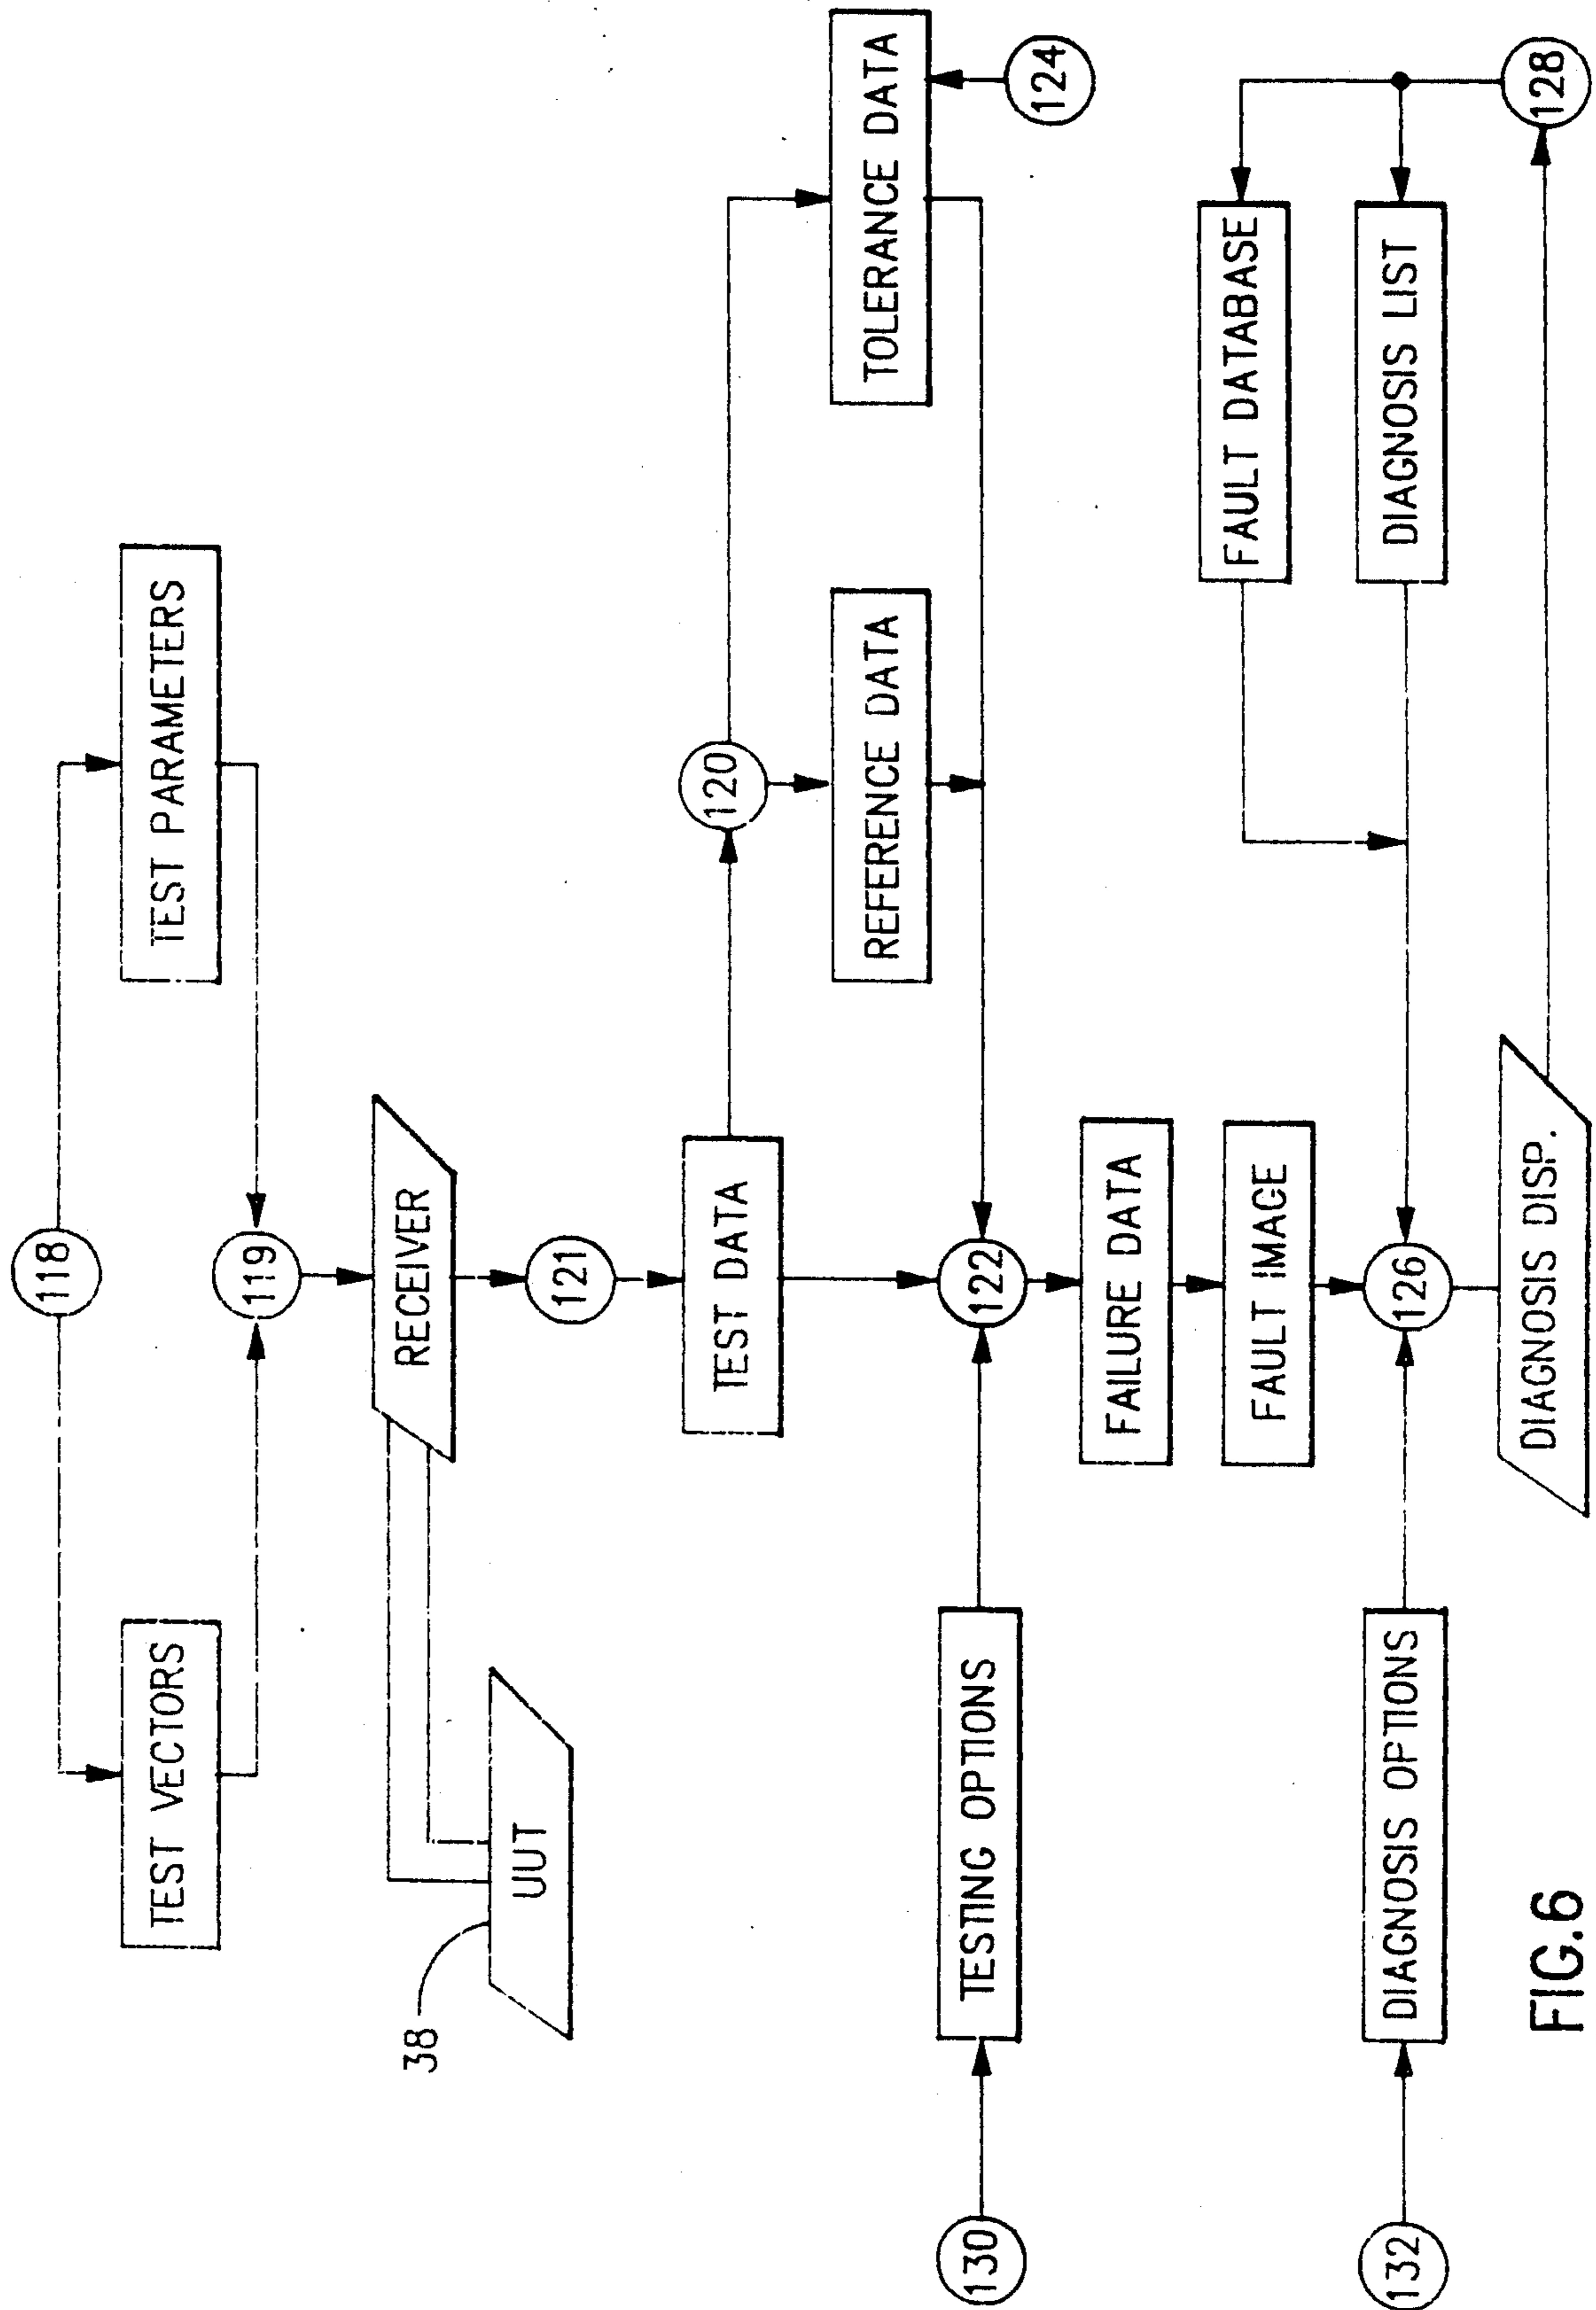 118
TEST VECTORS
TEST PARAMETERS
119
RECEIVER
38
UUT
121
TEST DATA
120
REFERENCE DATA
TOLERANCE DATA
124
130
TESTING OPTIONS
122
FAILURE DATA
FAULT IMAGE
FAULT DATABASE
DIAGNOSIS LIST
132
DIAGNOSIS OPTIONS
126
DIAGNOSIS DISP.
128
FIG.6